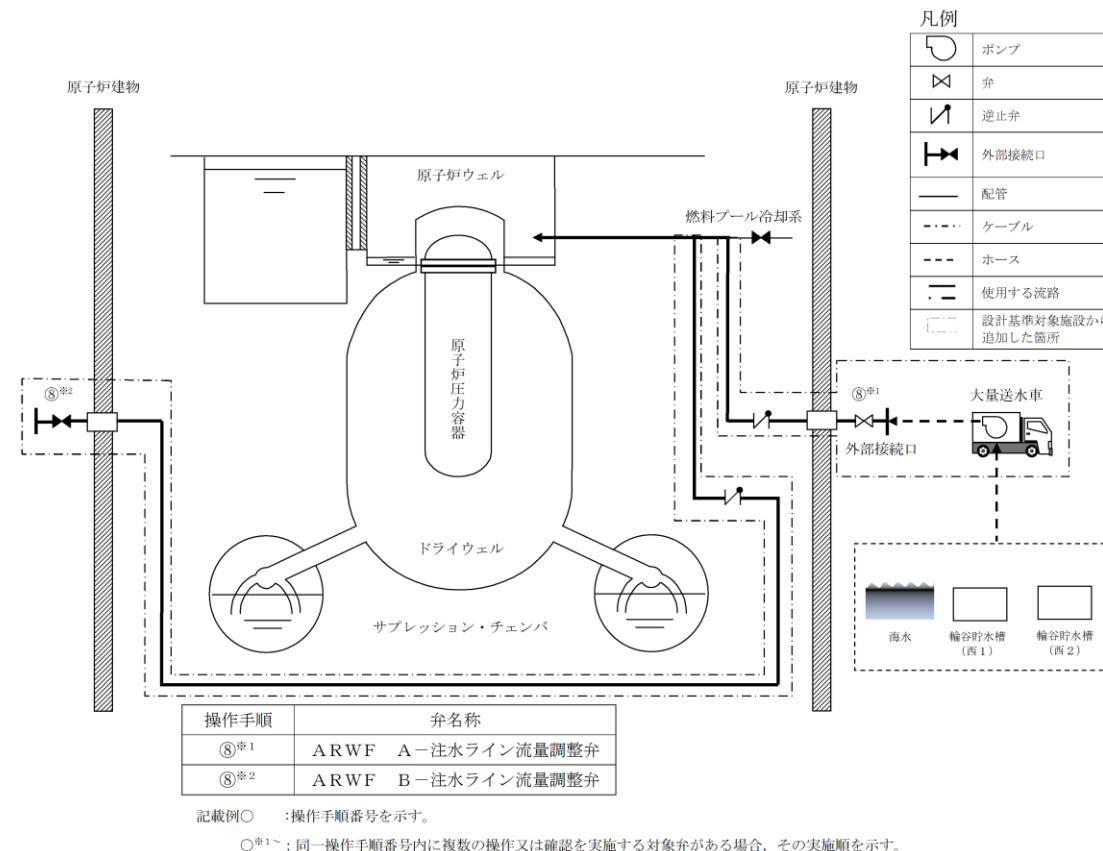 凡例
ポンプ
弁
逆止弁
外部接続口
配管
ケーブル
ホース
使用する流路
設計基準対象施設から
追加した箇所
原子炉建物
原子炉建物
原子炉ウェル
燃料プール冷却系
原子炉圧力容器
⑧※2
⑧※1
大量送水車
外部接続口
ドライウェル
サプレッション・チェンバ
海水
輪谷貯水槽
(西1)
輪谷貯水槽
(西2)
操作手順 弁名称
⑧※1 ARWF A-注水ライン流量調整弁
⑧※2 ARWF B-注水ライン流量調整弁
記載例○ :操作手順番号を示す。
○※1~:同一操作手順番号内に複数の操作又は確認を実施する対象弁がある場合,その実施順を示す。